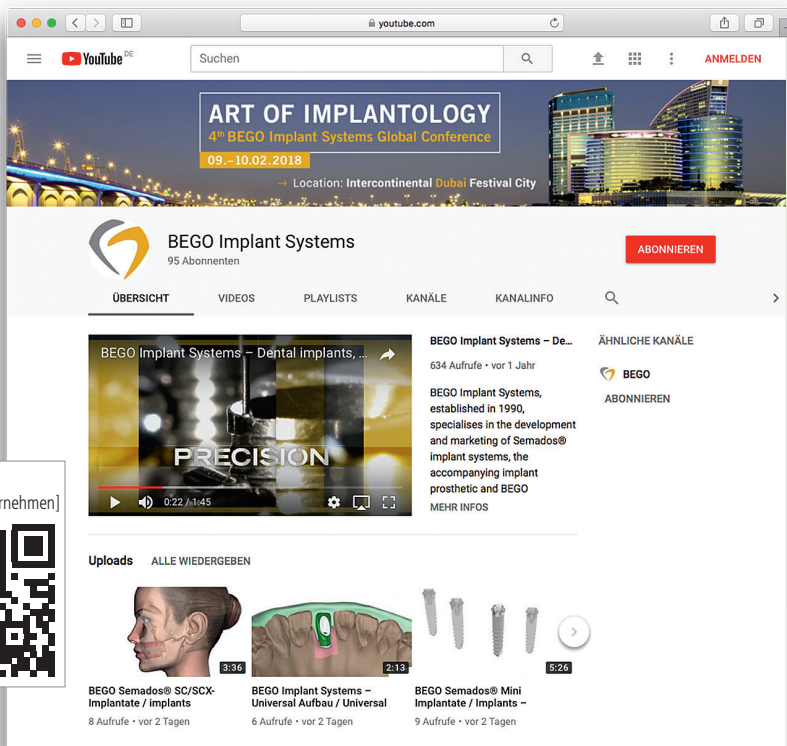 youtube.com
YouTube DE
Suchen
ANMELDEN
ART OF IMPLANTOLOGY
4th BEGO Implant Systems Global Conference
09.–10.02.2018
→ Location: Intercontinental Dubai Festival City
BEGO Implant Systems
95 Abonnenten
ABONNIEREN
ÜBERSICHT VIDEOS PLAYLISTS KANÄLE KANALINFO
BEGO Implant Systems – Dental implants, ...
PRECISION
0:22 / 1:45
BEGO Implant Systems – De...
634 Aufrufe • vor 1 Jahr
BEGO Implant Systems,
established in 1990,
specialises in the development
and marketing of Semados®
implant systems, the
accompanying implant
prosthetic and BEGO
MEHR INFOS
ÄHNLICHE KANÄLE
BEGO
ABONNIEREN
rnehmen]
Uploads ALLE WIEDERGEBEN
3:36
2:13
5:26
BEGO Semados® SC/SCX-
Implantate / implants
8 Aufrufe • vor 2 Tagen
BEGO Implant Systems –
Universal Aufbau / Universal
6 Aufrufe • vor 2 Tagen
BEGO Semados® Mini
Implantate / Implants –
9 Aufrufe • vor 2 Tagen